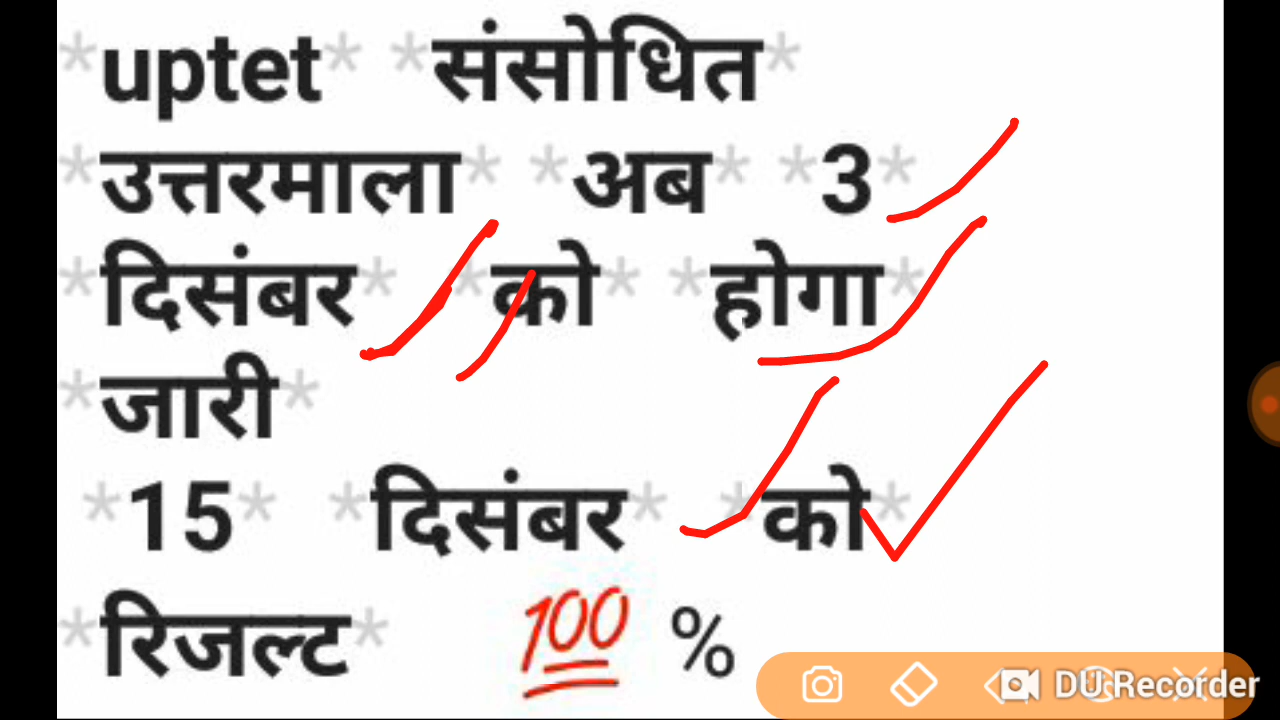 *uptet* *संसोधित*
*उत्तरमाला* *अब* *3*
*दिसंबर* *को* *होगा*
*जारी*
*15* *दिसंबर* *को*
*रिजल्ट* 💯 %
DU Recorder